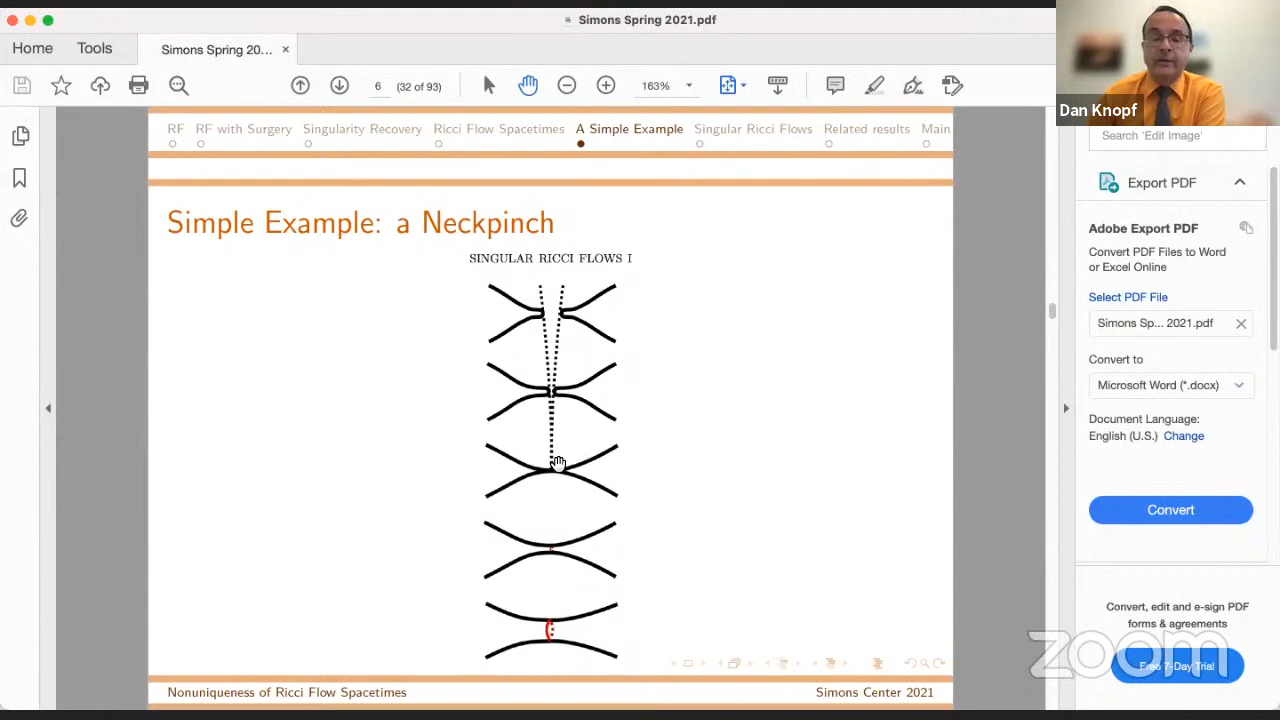 Simons Spring 2021.pdf
Home
Tools
Simons Spring 20... ×
6 (32 of 93)
163%
Dan Knopf
RF RF with Surgery Singularity Recovery Ricci Flow Spacetimes A Simple Example Singular Ricci Flows Related results Main
Simple Example: a Neckpinch
SINGULAR RICCI FLOWS I
Nonuniqueness of Ricci Flow Spacetimes
Simons Center 2021
Search 'Edit Image'
Export PDF
Adobe Export PDF
Convert PDF Files to Word
or Excel Online
Select PDF File
Simons Sp... 2021.pdf
Convert to
Microsoft Word (*.docx)
Document Language:
English (U.S.) Change
Convert
Convert, edit and e-sign PDF
forms & agreements
Free 7-Day Trial
zoom